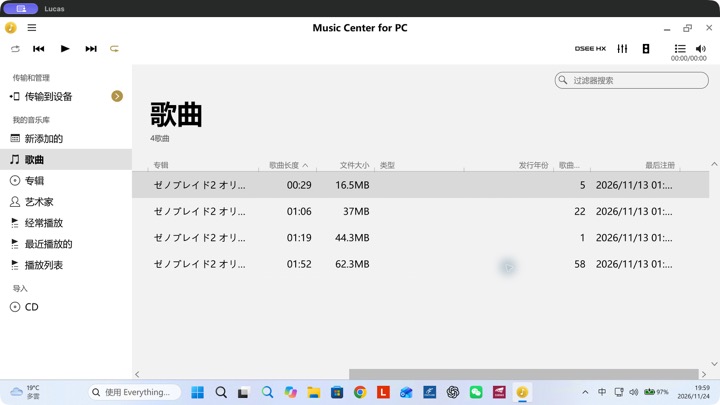 Lucas
Music Center for PC
DSEE HX
00:00/00:00
传输和管理
传输到设备
我的音乐库
新添加的
歌曲
专辑
艺术家
经常播放
最近播放的
播放列表
导入
CD
过滤器搜索
歌曲
4歌曲
专辑 歌曲长度 文件大小 类型 发行年份 歌曲... 最后注册
ゼノブレイド2 オリ... 00:29 16.5MB 5 2026/11/13 01:...
ゼノブレイド2 オリ... 01:06 37MB 22 2026/11/13 01:...
ゼノブレイド2 オリ... 01:19 44.3MB 1 2026/11/13 01:...
ゼノブレイド2 オリ... 01:52 62.3MB 58 2026/11/13 01:...
19°C
多雲
使用 Everything...
L
中
97%
19:59
2026/11/24